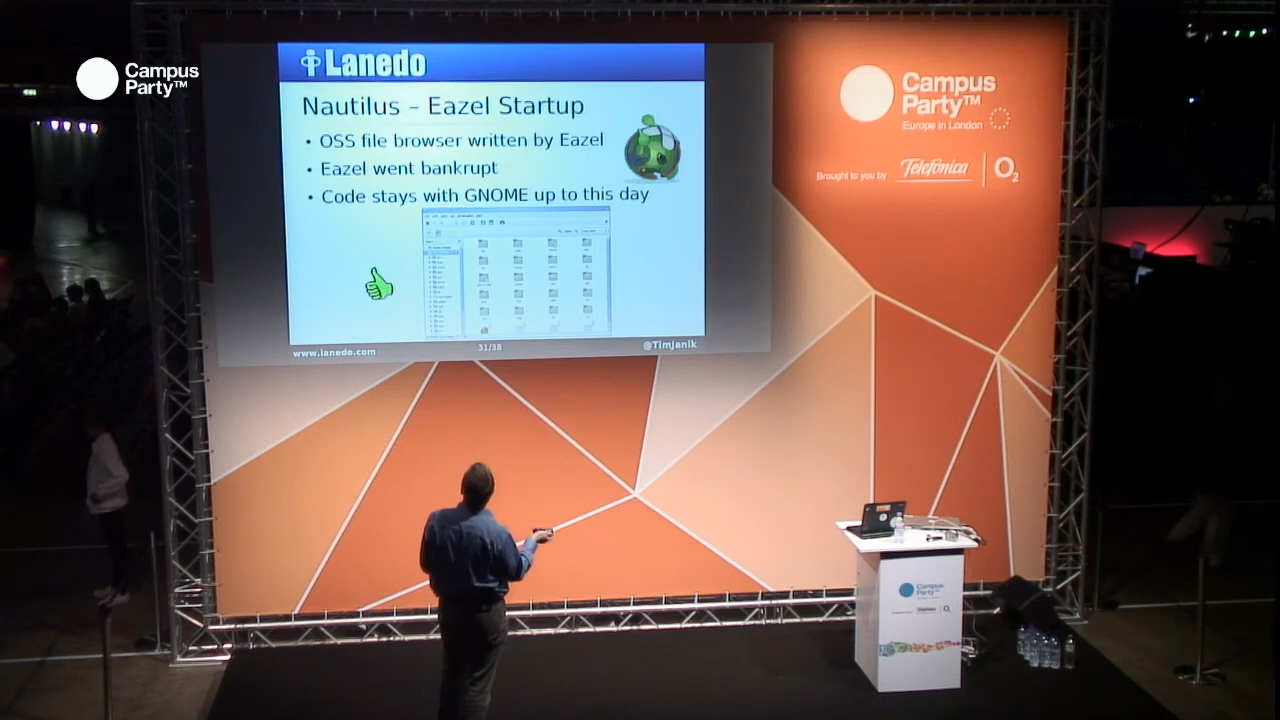 Campus
Party™
Lanedo
Nautilus – Eazel Startup
• OSS file browser written by Eazel
• Eazel went bankrupt
• Code stays with GNOME up to this day
www.lanedo.com
31/38
@TimJanik
Campus
Party™
Europe in London
Brought to you by
Telefónica
O2
Campus
Party